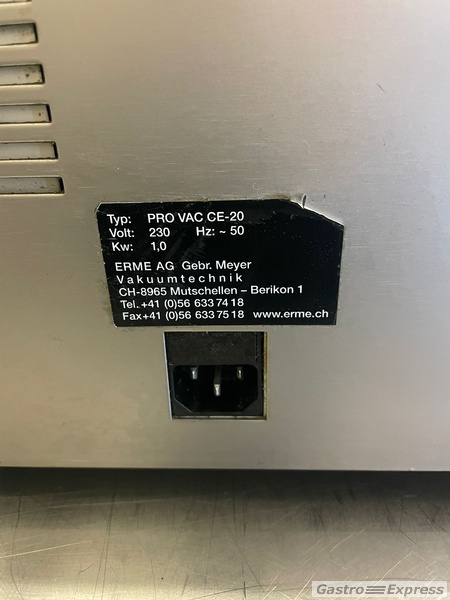 Typ: PRO VAC CE-20
Volt: 230 Hz: ~ 50
Kw: 1,0
ERME AG Gebr. Meyer
Vakuumtechnik
CH-8965 Mutschellen – Berikon 1
Tel. +41 (0)56 633 74 18
Fax +41 (0)56 633 75 18 www.erme.ch
Gastro Express